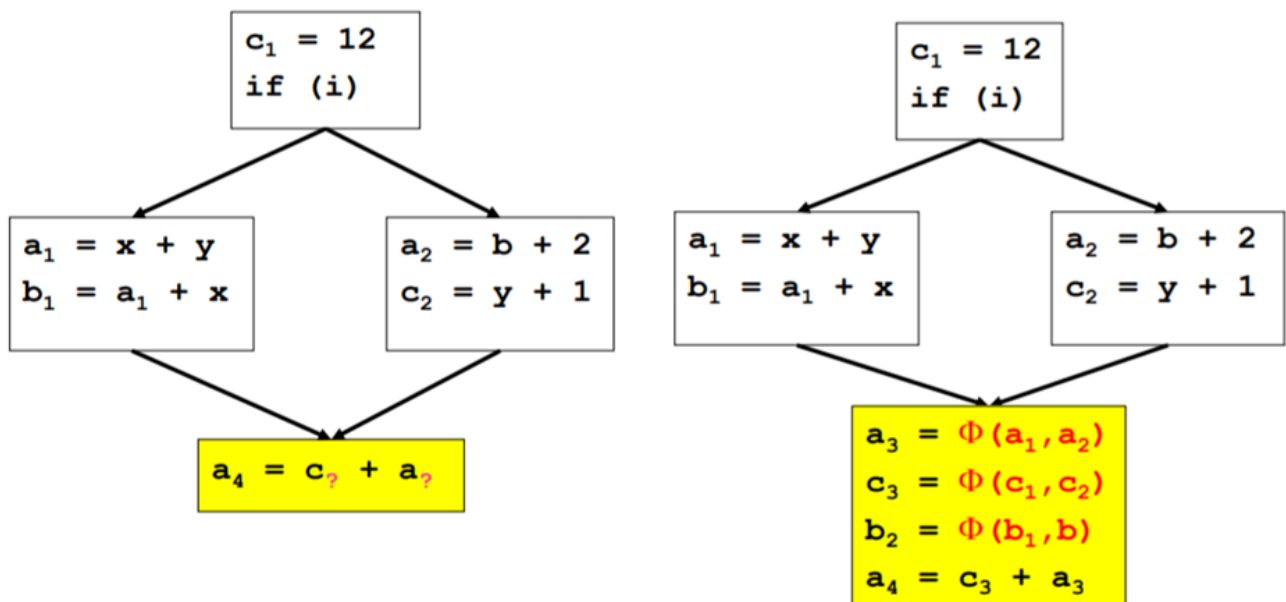 c₁ = 12
if (i)
a₁ = x + y
b₁ = a₁ + x
a₂ = b + 2
c₂ = y + 1
a₄ = c? + a?
c₁ = 12
if (i)
a₁ = x + y
b₁ = a₁ + x
a₂ = b + 2
c₂ = y + 1
a₃ = Φ(a₁,a₂)
c₃ = Φ(c₁,c₂)
b₂ = Φ(b₁,b)
a₄ = c₃ + a₃